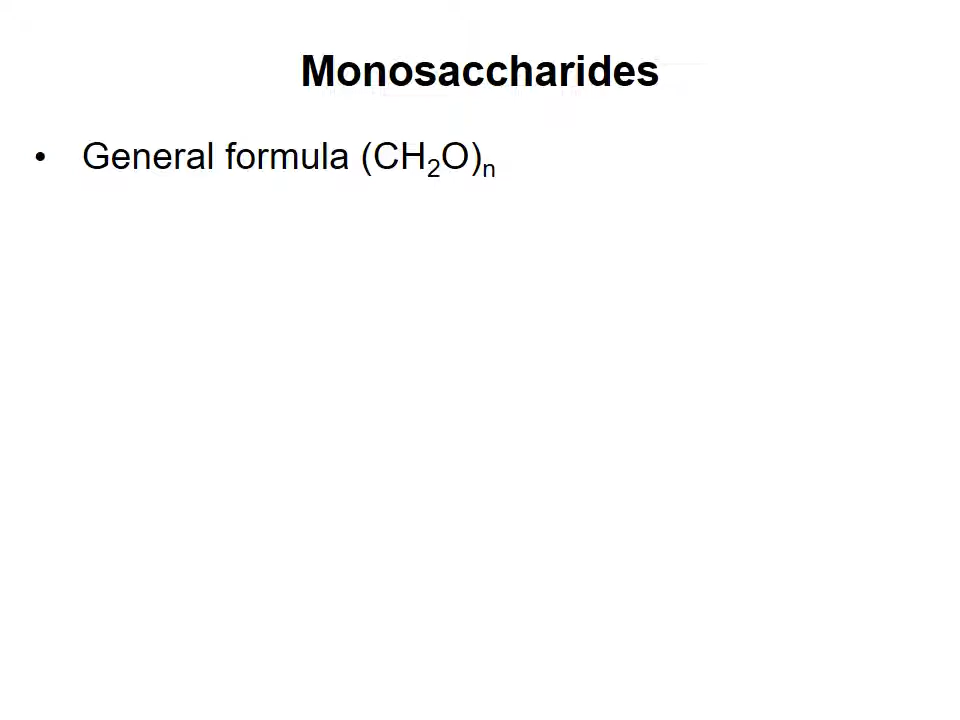 Monosaccharides
• General formula (CH₂O)ₙ